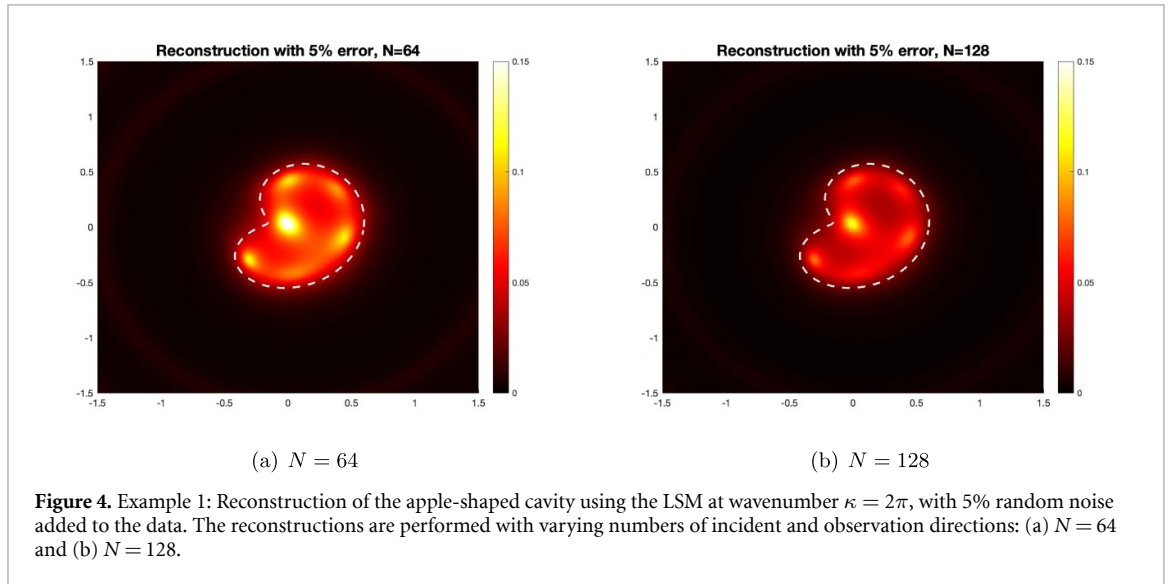 Reconstruction with 5% error, N=64
1.5
1
0.5
0
-0.5
-1
-1.5
-1.5 -1 -0.5 0 0.5 1 1.5
0.15
0.1
0.05
0
Reconstruction with 5% error, N=128
1.5
1
0.5
0
-0.5
-1
-1.5
-1.5 -1 -0.5 0 0.5 1 1.5
0.15
0.1
0.05
0
(a) N = 64
(b) N = 128
Figure 4. Example 1: Reconstruction of the apple-shaped cavity using the LSM at wavenumber κ = 2π, with 5% random noise
added to the data. The reconstructions are performed with varying numbers of incident and observation directions: (a) N = 64
and (b) N = 128.